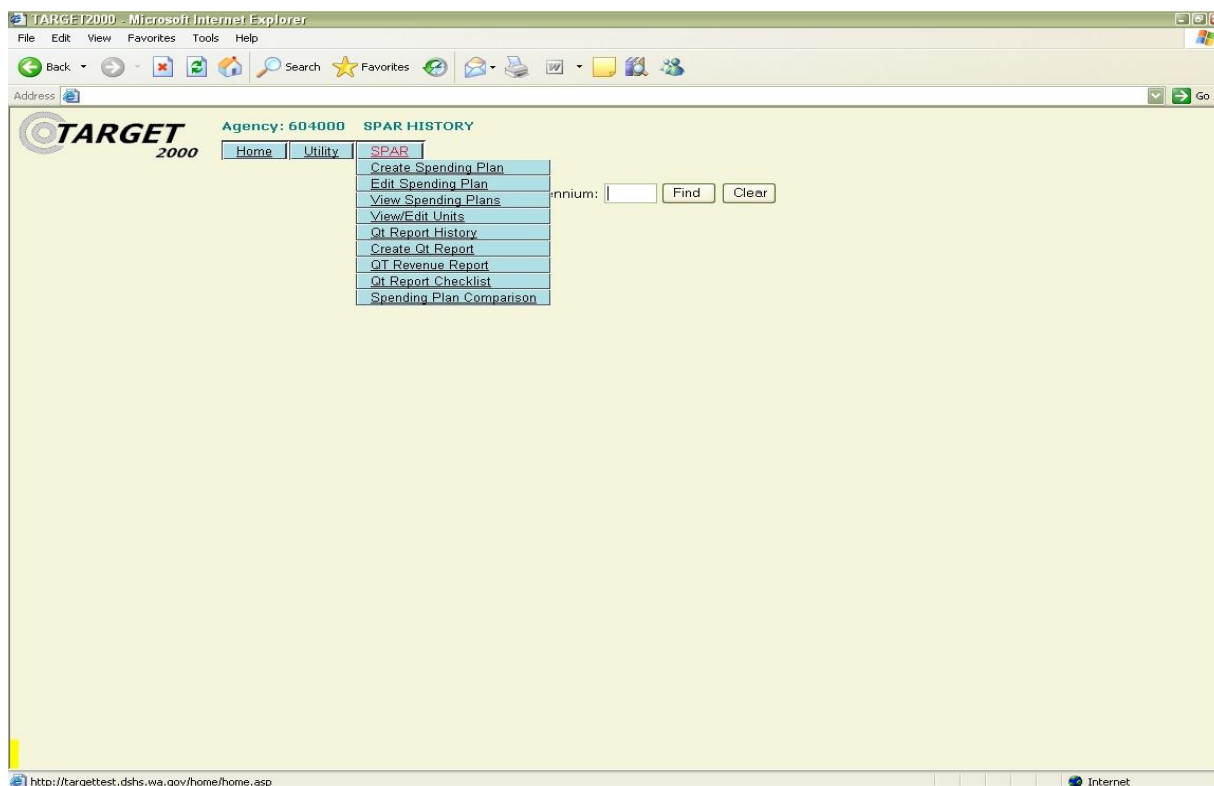 TARGET2000 - Microsoft Internet Explorer
File Edit View Favorites Tools Help
Back Search Favorites
Address Go
TARGET 2000
Agency: 604000 SPAR HISTORY
Home Utility SPAR
Create Spending Plan
Edit Spending Plan
ennium: Find Clear
View Spending Plans
View/Edit Units
Qt Report History
Create Qt Report
QT Revenue Report
Qt Report Checklist
Spending Plan Comparison
http://targettest.dshs.wa.gov/home/home.asp Internet